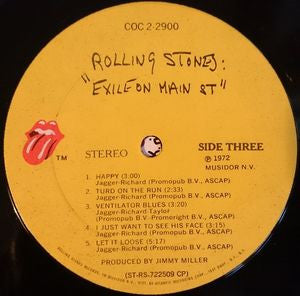 COC 2-2900
ROLLING STONES:
"EXILE ON MAIN ST"
TM
STEREO
SIDE THREE
℗ 1972
MUSIDOR N.V.
1. HAPPY (3:00)
Jagger-Richard (Promopub B.V., ASCAP)
2. TURD ON THE RUN (2:33)
Jagger-Richard (Promopub B.V., ASCAP)
3. VENTILATOR BLUES (3:20)
Jagger-Richard-Taylor
(Promopub B.V.-Promeright B.V., ASCAP)
4. I JUST WANT TO SEE HIS FACE (3:15)
Jagger-Richard (Promopub B.V., ASCAP)
5. LET IT LOOSE (5:17)
Jagger-Richard (Promopub B.V., ASCAP)
PRODUCED BY JIMMY MILLER
(ST-RS-722509 CP)